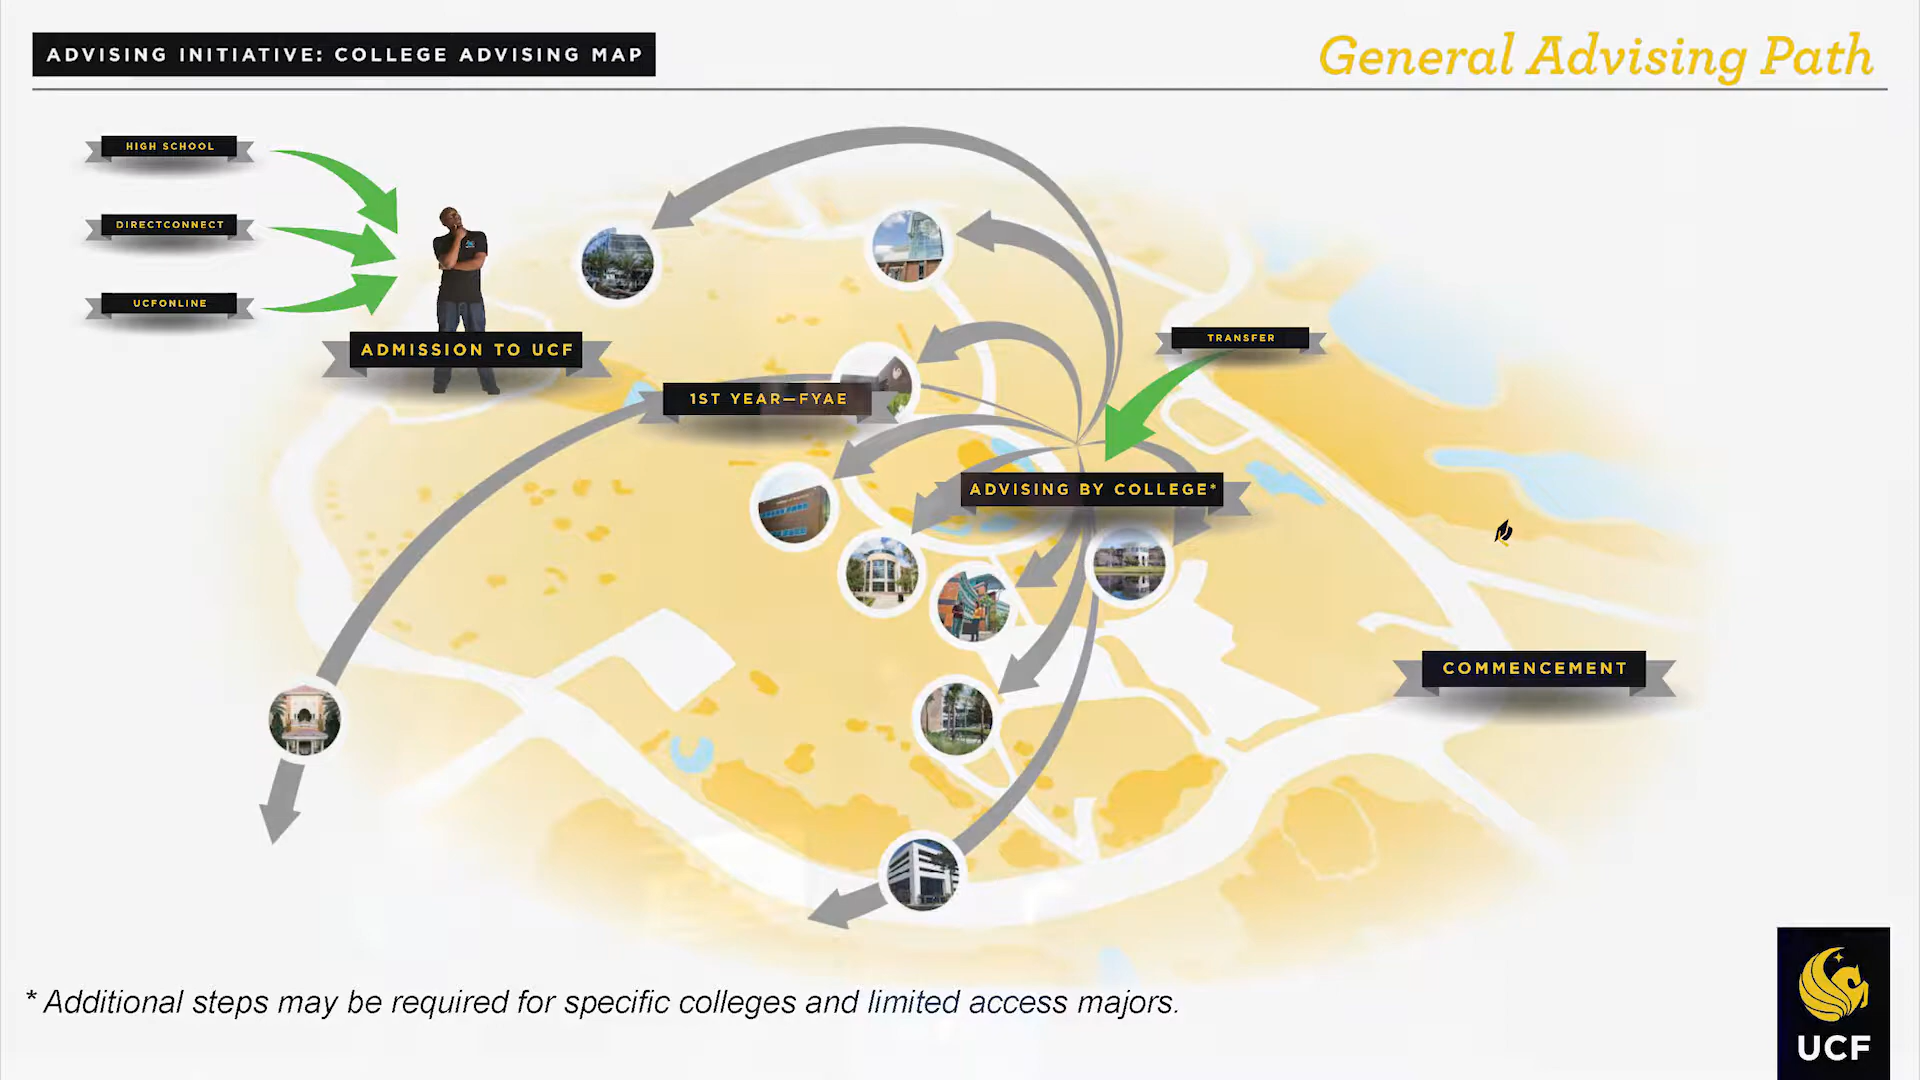 ADVISING INITIATIVE: COLLEGE ADVISING MAP
General Advising Path
HIGH SCHOOL
DIRECTCONNECT
UCFONLINE
ADMISSION TO UCF
TRANSFER
1ST YEAR—FYAE
ADVISING BY COLLEGE*
COMMENCEMENT
* Additional steps may be required for specific colleges and limited access majors.
UCF